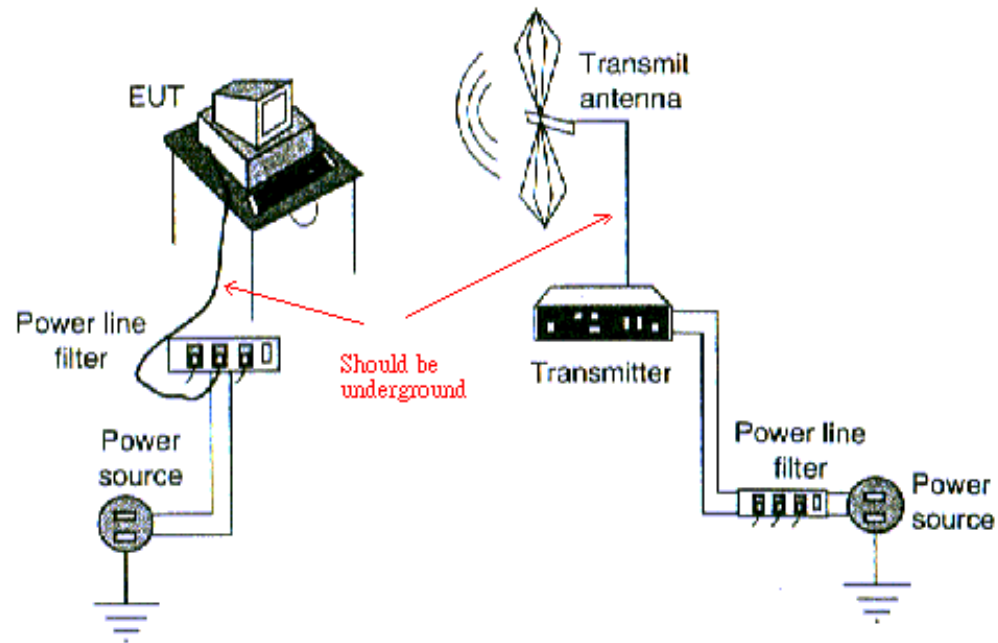 EUT
Transmit
antenna
Power line
filter
Should be
underground
Transmitter
Power
source
Power line
filter
Power
source